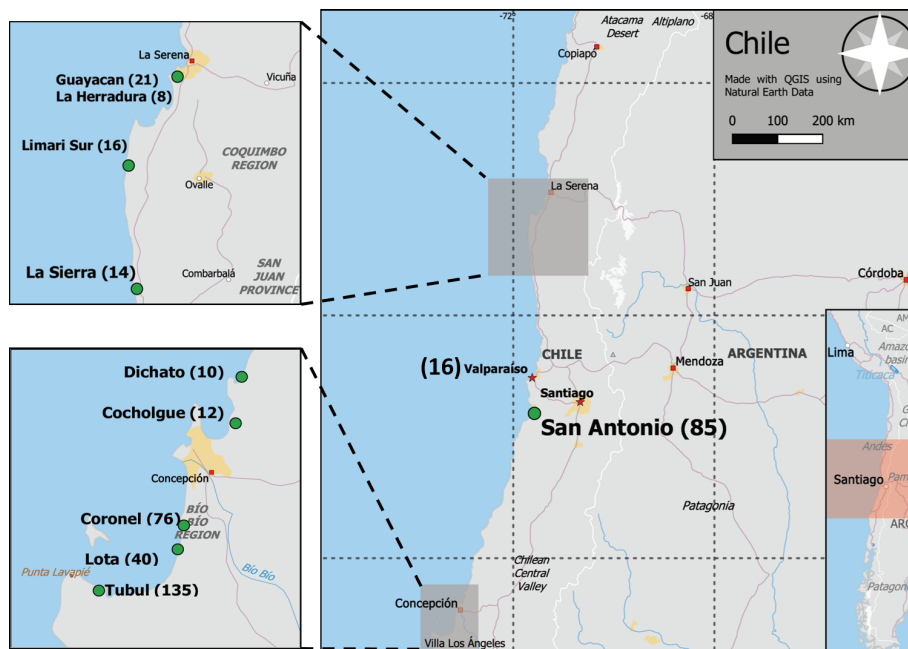 La Serena
Guayacan (21)
La Herradura (8)
Vicuña
Limari Sur (16)
COQUIMBO
REGION
Ovalle
La Sierra (14)
Combarbalá
SAN
JUAN
PROVINCE
Dichato (10)
Cocholgue (12)
Concepción
Coronel (76)
BÍO
BÍO
REGION
Lota (40)
Punta Lavapié
Bío Bío
Tubul (135)
-72
-68
Atacama
Desert
Altiplano
Copiapó
Chile
Made with QGIS using
Natural Earth Data
0 100 200 km
La Serena
San Juan
Córdoba
CHILE
ARGENTINA
(16) Valparaíso
Mendoza
Santiago
San Antonio (85)
Patagonia
Chilean
Central
Valley
Concepción
Villa Los Ángeles
AC
AM
Lima
Titicaca
Andes
Santiago